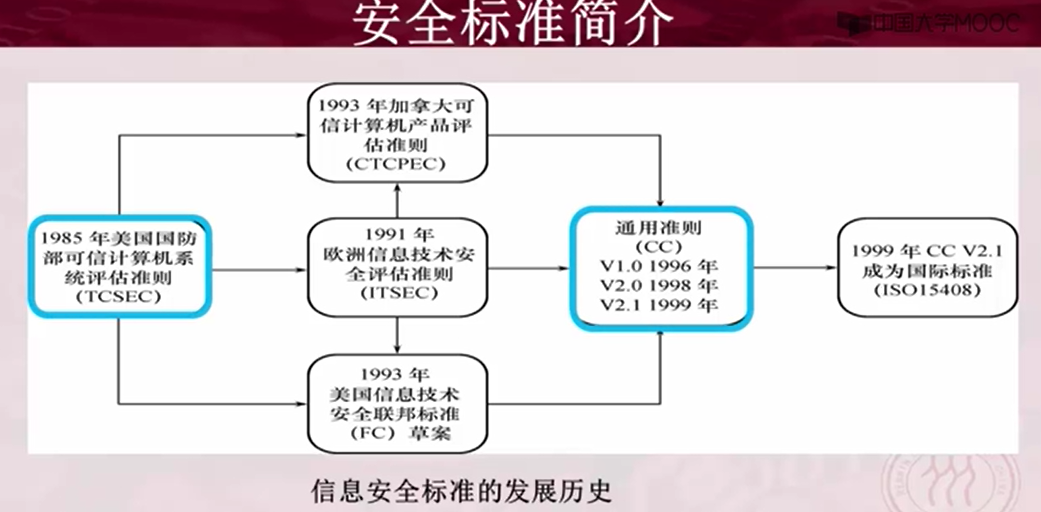 安全标准简介
中国大学MOOC
1993 年加拿大可
信计算机产品评
估准则
(CTCPEC)
1985 年美国国防
部可信计算机系
统评估准则
(TCSEC)
1991 年
欧洲信息技术安
全评估准则
(ITSEC)
通用准则
(CC)
V1.0 1996 年
V2.0 1998 年
V2.1 1999 年
1999 年 CC V2.1
成为国际标准
(ISO15408)
1993 年
美国信息技术
安全联邦标准
(FC) 草案
信息安全标准的发展历史